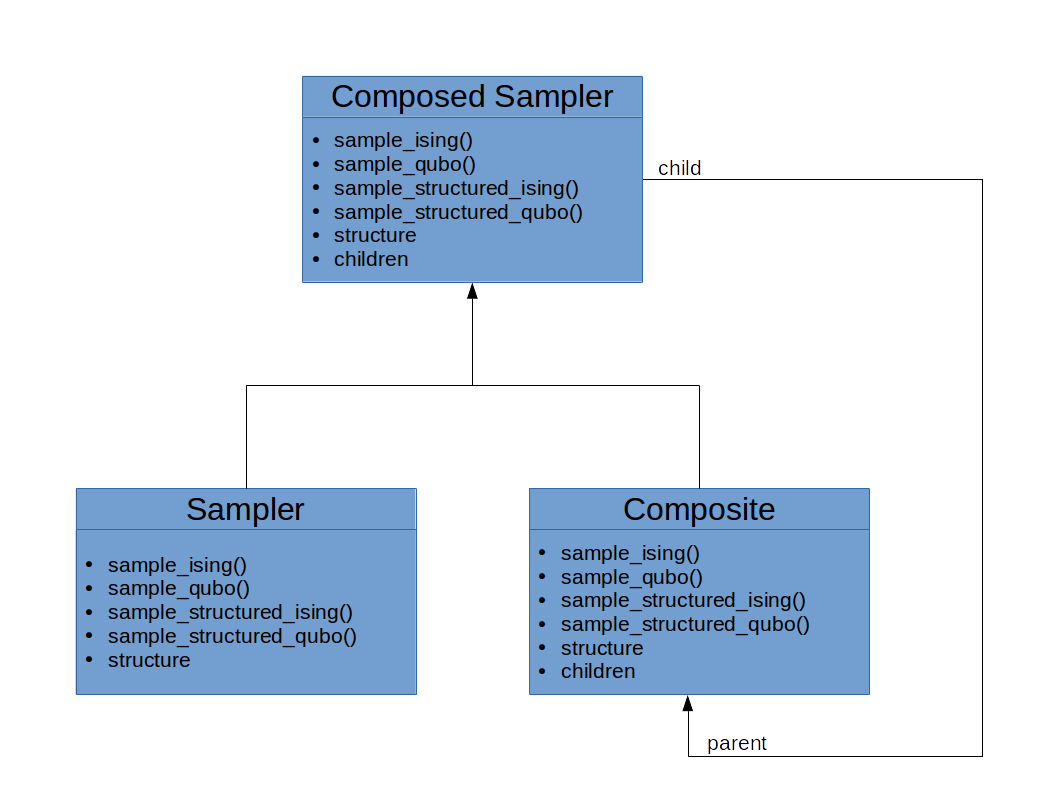 Composed Sampler
• sample_ising()
• sample_qubo()
• sample_structured_ising()
• sample_structured_qubo()
• structure
• children
child
Sampler
• sample_ising()
• sample_qubo()
• sample_structured_ising()
• sample_structured_qubo()
• structure
Composite
• sample_ising()
• sample_qubo()
• sample_structured_ising()
• sample_structured_qubo()
• structure
• children
parent